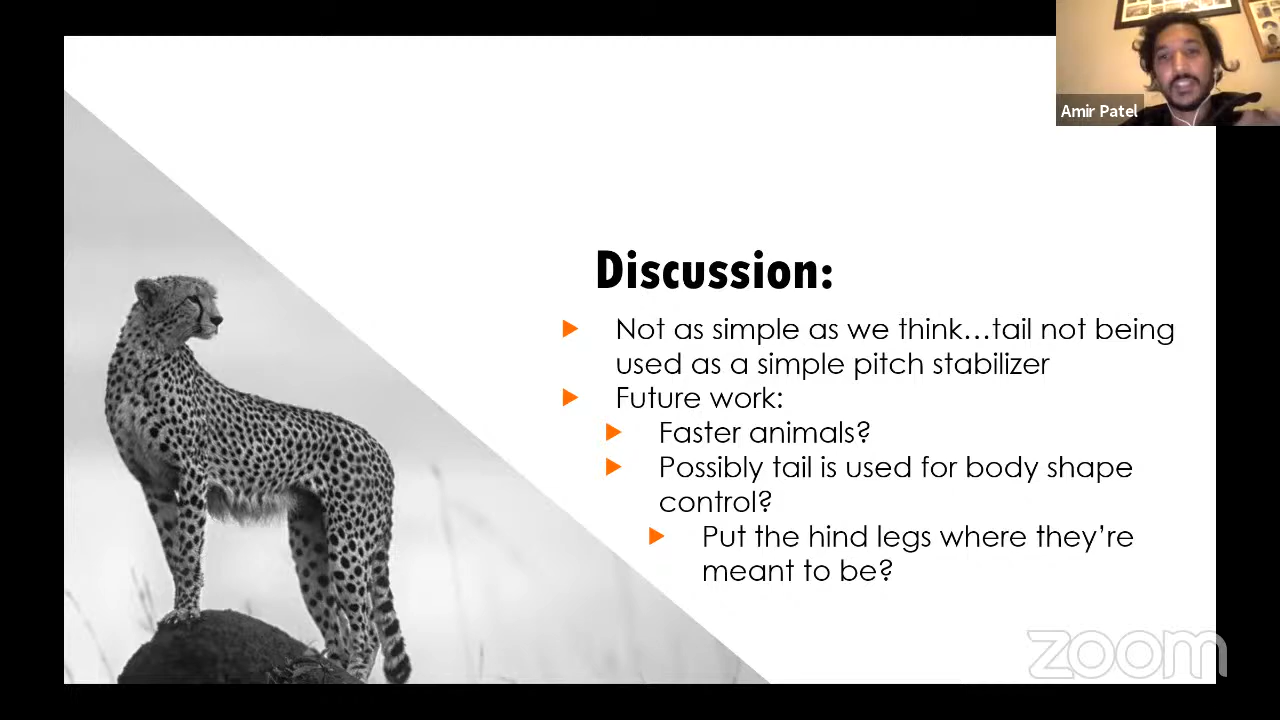 Amir Patel
Discussion:
Not as simple as we think...tail not being
used as a simple pitch stabilizer
Future work:
Faster animals?
Possibly tail is used for body shape
control?
Put the hind legs where they're
meant to be?
zoom